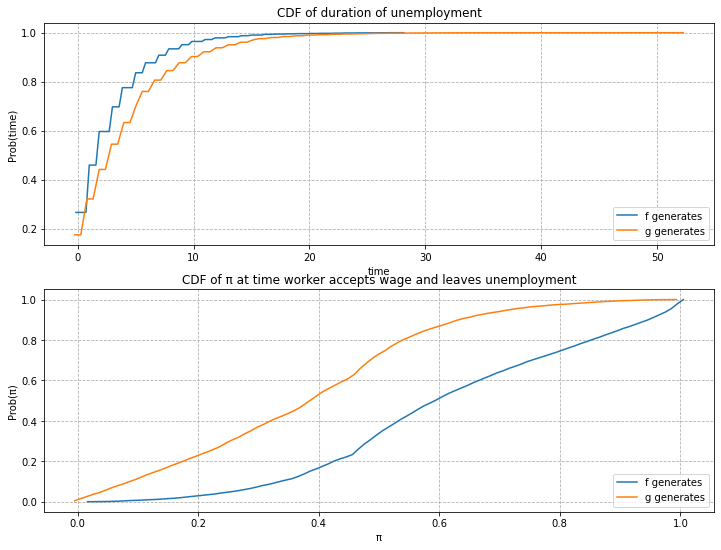 CDF of duration of unemployment
Prob(time)
1.0
0.8
0.6
0.4
0.2
0 10 20 30 40 50
time
f generates
g generates
CDF of π at time worker accepts wage and leaves unemployment
Prob(π)
1.0
0.8
0.6
0.4
0.2
0.0
0.0 0.2 0.4 0.6 0.8 1.0
π
f generates
g generates